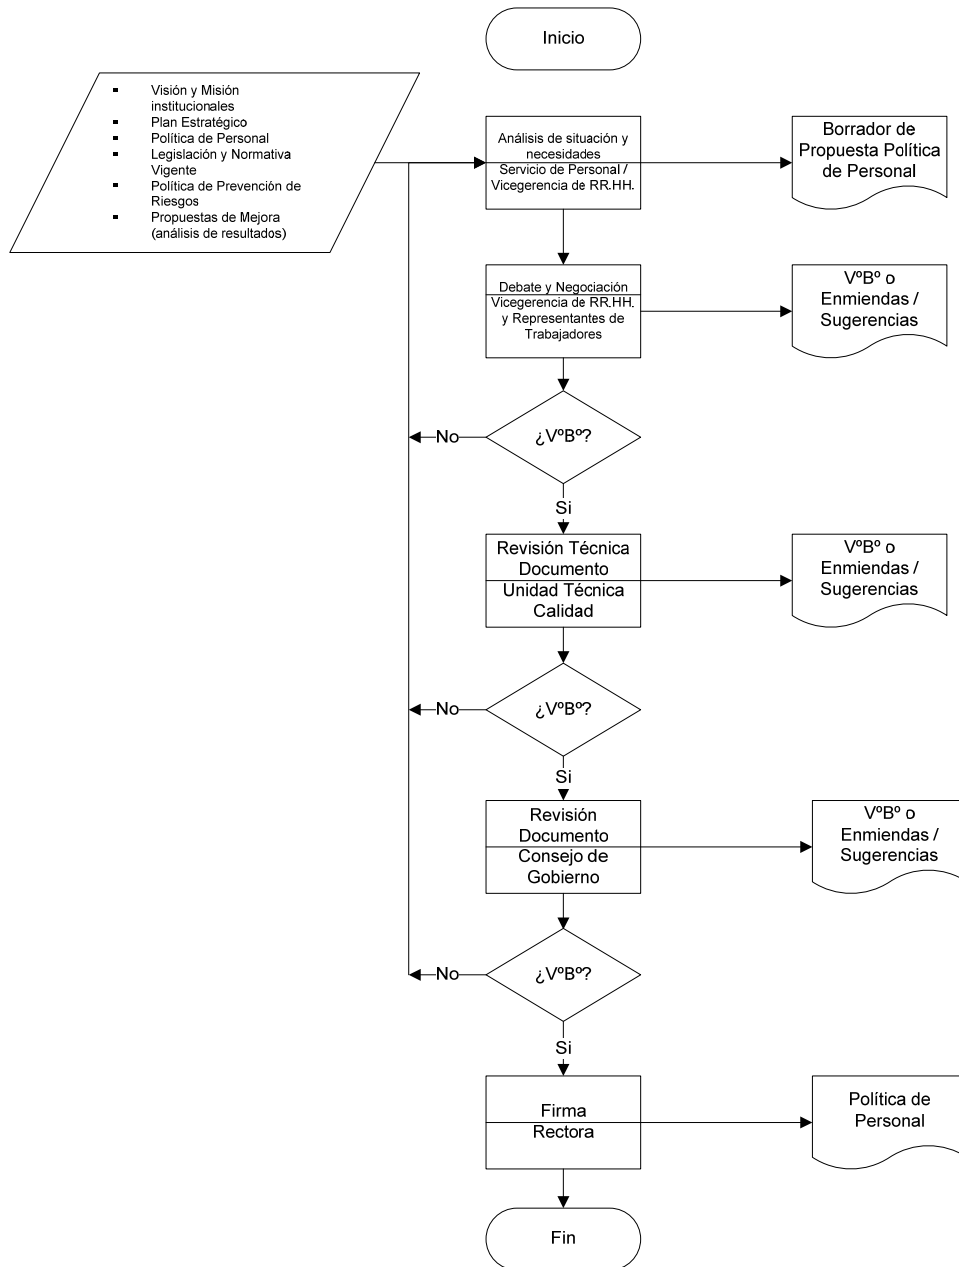 Inicio
▪ Visión y Misión
institucionales
▪ Plan Estratégico
▪ Política de Personal
▪ Legislación y Normativa
Vigente
▪ Política de Prevención de
Riesgos
▪ Propuestas de Mejora
(análisis de resultados)
Análisis de situación y
necesidades
Servicio de Personal /
Vicegerencia de RR.HH.
Borrador de
Propuesta Política
de Personal
Debate y Negociación
Vicegerencia de RR.HH.
y Representantes de
Trabajadores
VºBº o
Enmiendas /
Sugerencias
¿VºBº?
No
Si
Revisión Técnica
Documento
Unidad Técnica
Calidad
VºBº o
Enmiendas /
Sugerencias
¿VºBº?
No
Si
Revisión
Documento
Consejo de
Gobierno
VºBº o
Enmiendas /
Sugerencias
¿VºBº?
No
Si
Firma
Rectora
Política de
Personal
Fin